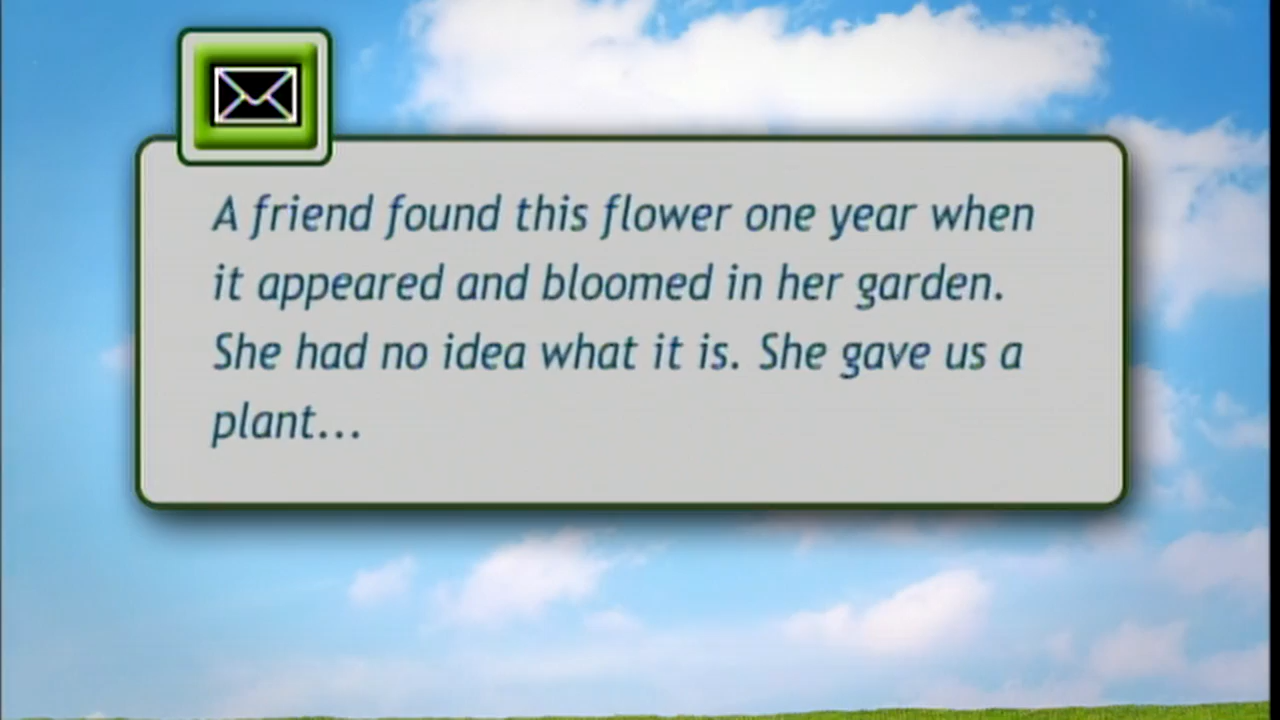 A friend found this flower one year when
it appeared and bloomed in her garden.
She had no idea what it is. She gave us a
plant...